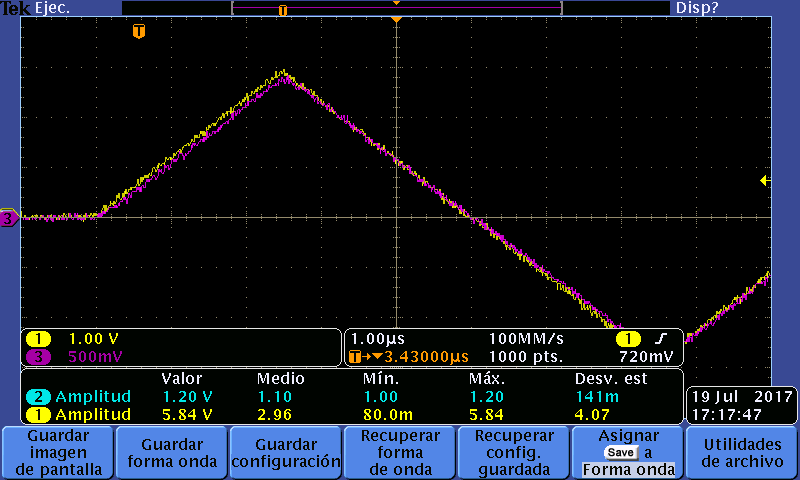 Tek Ejec. T Disp?
T
3
1 1.00 V
3 500mV
1.00µs 100MM/s 1
T→▼3.43000µs 1000 pts. 720mV
Valor Medio Mín. Máx. Desv. est
2 Amplitud 1.20 V 1.10 1.00 1.20 141m
1 Amplitud 5.84 V 2.96 80.0m 5.84 4.07
19 Jul 2017
17:17:47
Guardar
imagen
de pantalla
Guardar
forma onda
Guardar
configuración
Recuperar
forma
de onda
Recuperar
config.
guardada
Asignar
Save a
Forma onda
Utilidades
de archivo